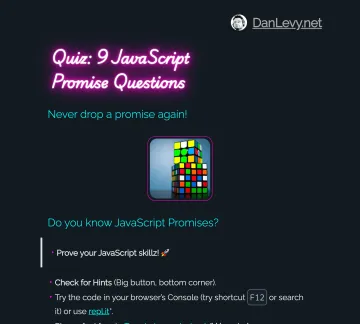 DanLevy.net
Quiz: 9 JavaScript
Promise Questions
Never drop a promise again!
Do you know JavaScript Promises?
• Prove your JavaScript skillz! 🚀
• Check for Hints (Big button, bottom corner).
• Try the code in your browser's Console (try shortcut F12 or search
it) or use repl.it".